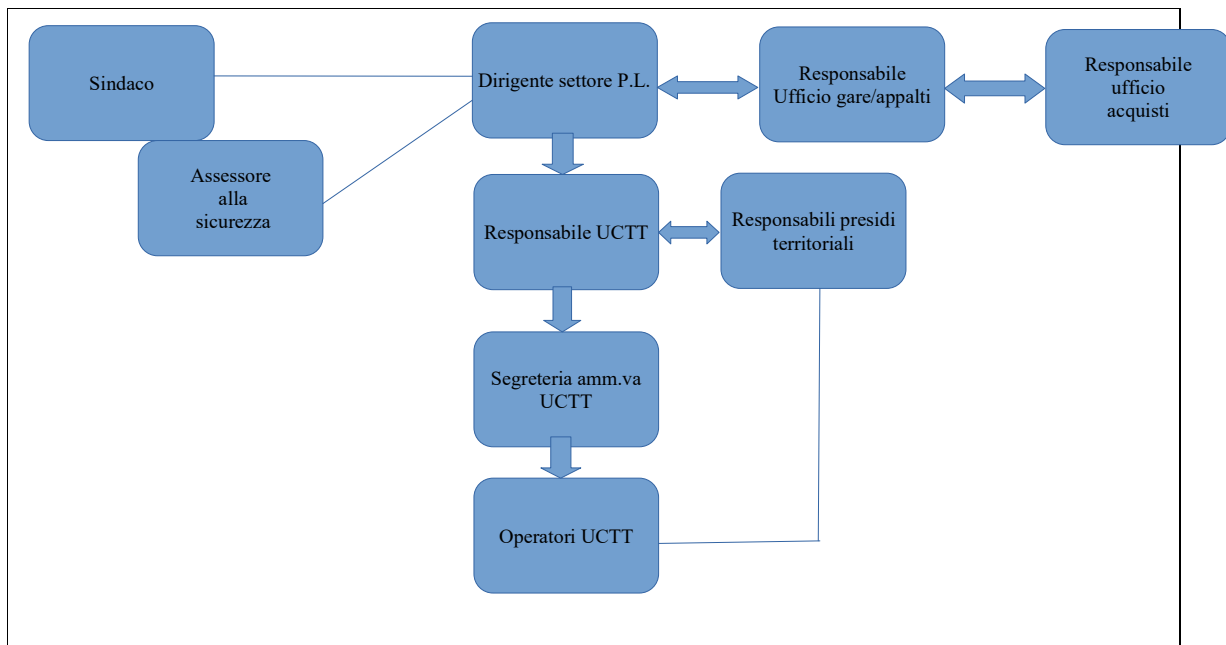 Sindaco
Dirigente settore P.L.
Responsabile
Ufficio gare/appalti
Responsabile
ufficio
acquisti
Assessore
alla
sicurezza
Responsabile UCTT
Responsabili presidi
territoriali
Segreteria amm.va
UCTT
Operatori UCTT